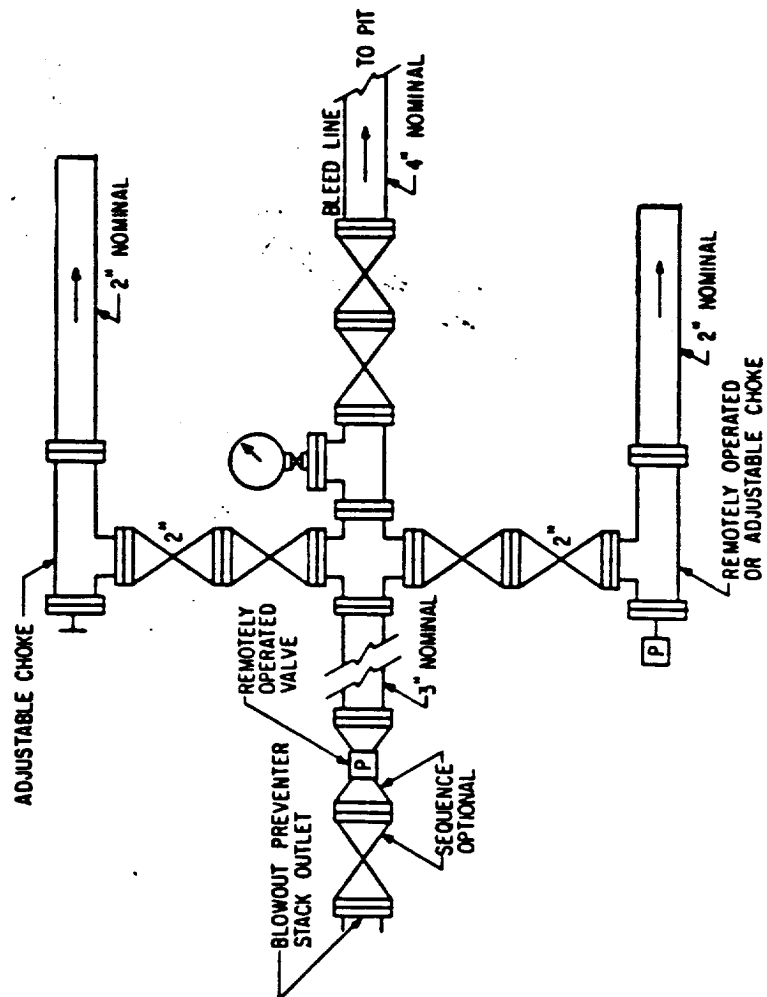 ADJUSTABLE CHOKE
2" NOMINAL
2"
BLEED LINE
TO PIT
4" NOMINAL
REMOTELY
OPERATED
VALVE
BLOWOUT PREVENTER
STACK OUTLET
P
3" NOMINAL
SEQUENCE-
OPTIONAL
2"
2" NOMINAL
P
REMOTELY OPERATED
OR ADJUSTABLE CHOKE